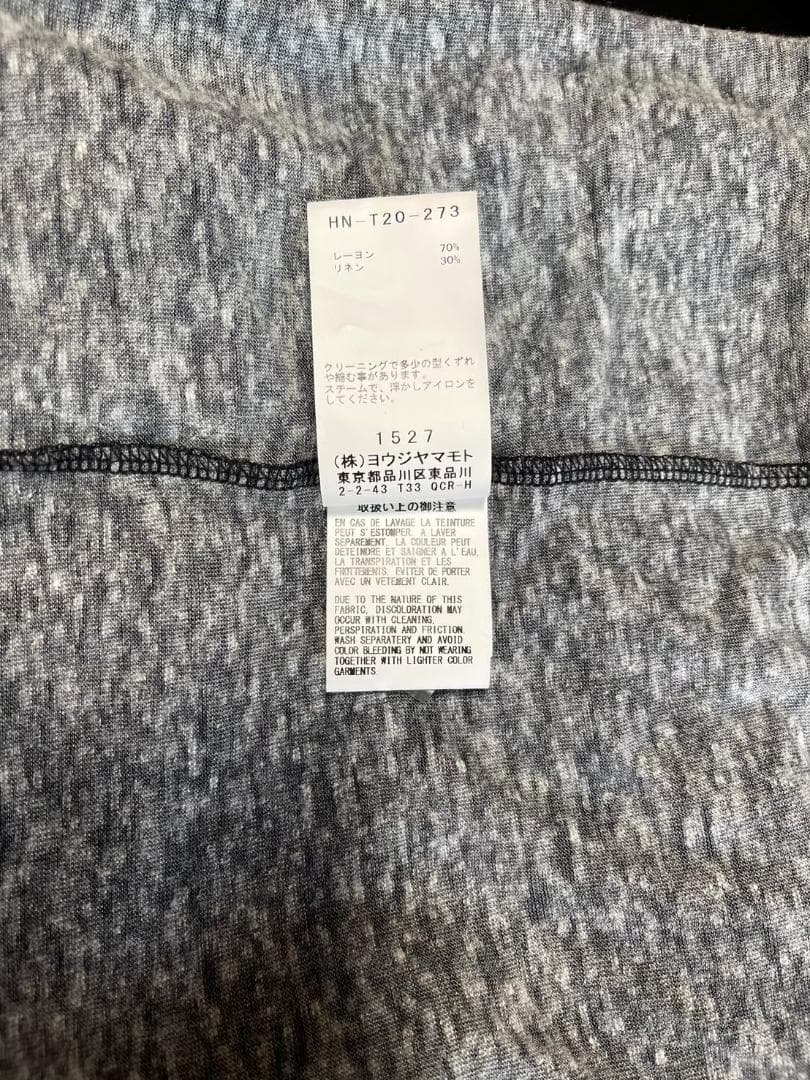 HN-T20-273
レーヨン 70%
リネン 30%
クリーニングで多少の型くずれ
や縮む事があります。
スチームで、浮かしアイロンを
してください。
1527
(株)ヨウジヤマモト
東京都品川区東品川
2-2-43 T33 QCR-H
取扱い上の御注意
EN CAS DE LAVAGE LA TEINTURE
PEUT S'ESTOMPER. A LAVER
SEPAREMENT. LA COULEUR PEUT
DETEINDRE ET SAIGNER A L'EAU,
LA TRANSPIRATION ET LES
FROTTEMENTS. EVITER DE PORTER
AVEC UN VETEMENT CLAIR.
DUE TO THE NATURE OF THIS
FABRIC, DISCOLORATION MAY
OCCUR WITH CLEANING,
PERSPIRATION AND FRICTION.
WASH SEPARATERY AND AVOID
COLOR BLEEDING BY NOT WEARING
TOGETHER WITH LIGHTER COLOR
GARMENTS.